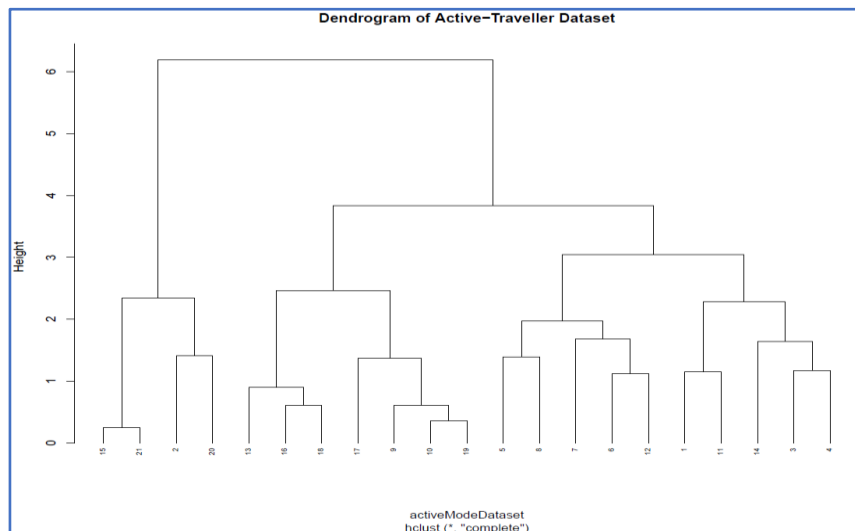 Dendrogram of Active−Traveller Dataset
6
5
4
3
2
1
0
Height
15 21 2 20 13 16 18 17 9 10 19 5 8 7 6 12 1 11 14 3 4
activeModeDataset
hclust (*, "complete")